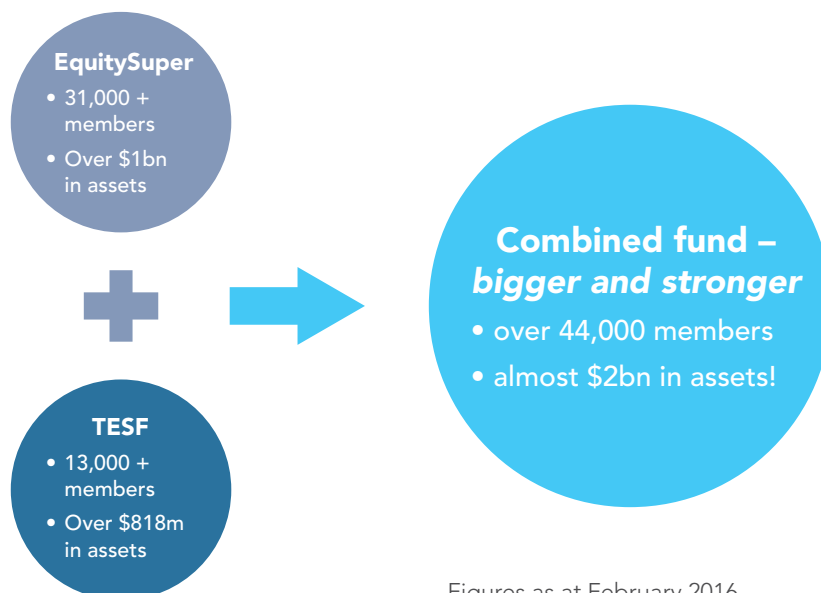 EquitySuper
• 31,000 +
members
• Over $1bn
in assets
TESF
• 13,000 +
members
• Over $818m
in assets
Combined fund –
bigger and stronger
• over 44,000 members
• almost $2bn in assets!
Figures as at February 2016